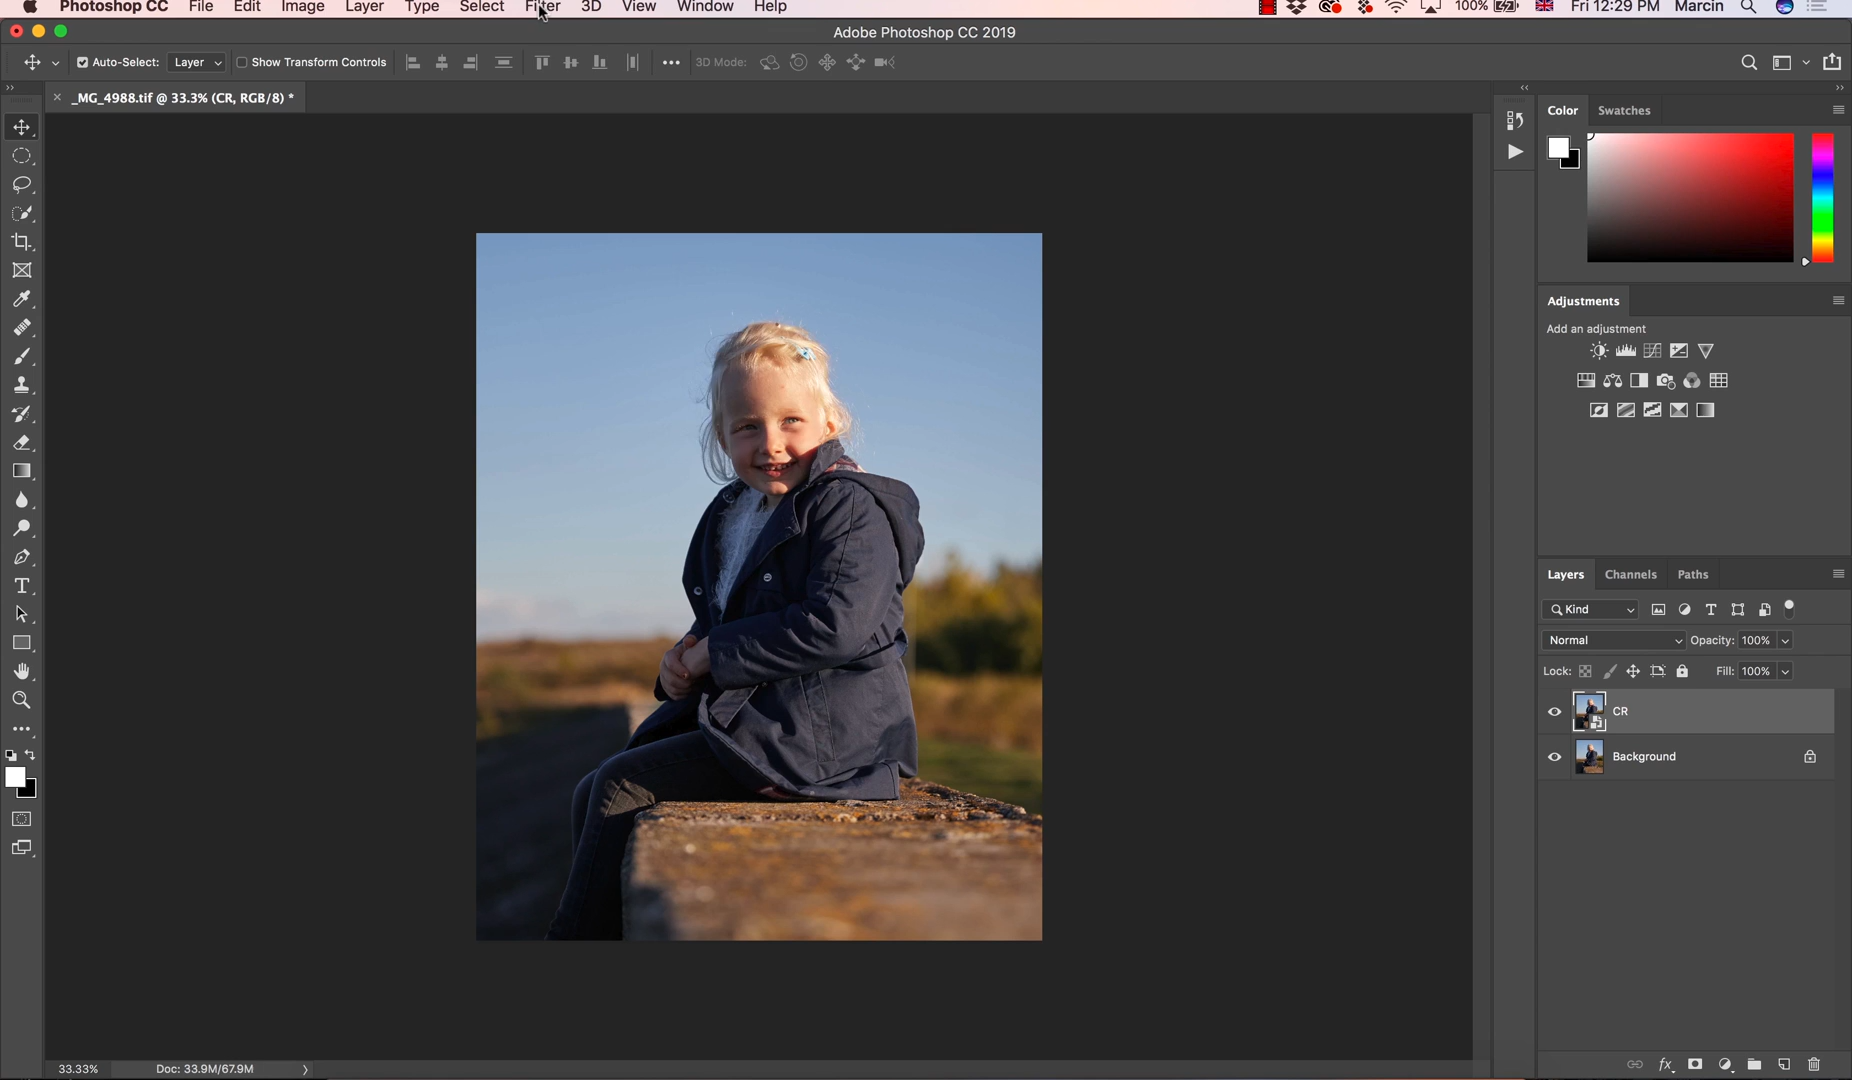 Photoshop CC File Edit Image Layer Type Select Filter 3D View Window Help 100% Fri 12:29 PM Marcin
Adobe Photoshop CC 2019
Auto-Select: Layer Show Transform Controls 3D Mode:
_MG_4988.tif @ 33.3% (CR, RGB/8) *
Color Swatches
Adjustments
Add an adjustment
Layers Channels Paths
Kind
Normal Opacity: 100%
Lock: Fill: 100%
CR
Background
33.33% Doc: 33.9M/67.9M